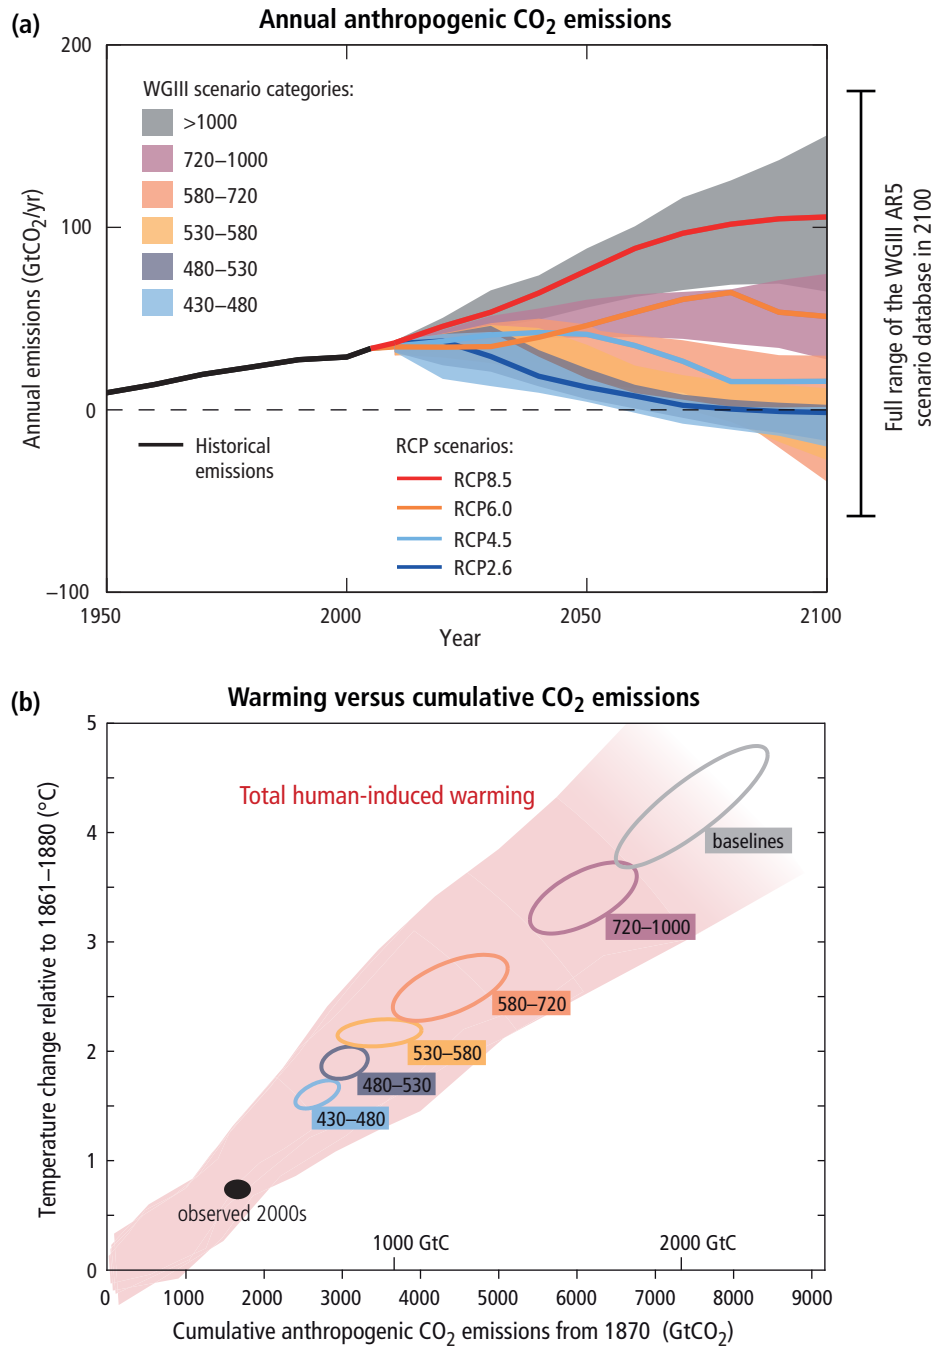 (a)
Annual anthropogenic CO2 emissions
200
100
0
−100
Annual emissions (GtCO2/yr)
WGIII scenario categories:
>1000
720–1000
580–720
530–580
480–530
430–480
Historical
emissions
RCP scenarios:
RCP8.5
RCP6.0
RCP4.5
RCP2.6
1950
2000
2050
2100
Year
Full range of the WGIII AR5
scenario database in 2100
(b)
Warming versus cumulative CO2 emissions
5
4
3
2
1
0
Temperature change relative to 1861–1880 (°C)
Total human-induced warming
baselines
720–1000
580–720
530–580
480–530
430–480
observed 2000s
1000 GtC
2000 GtC
0
1000
2000
3000
4000
5000
6000
7000
8000
9000
Cumulative anthropogenic CO2 emissions from 1870 (GtCO2)